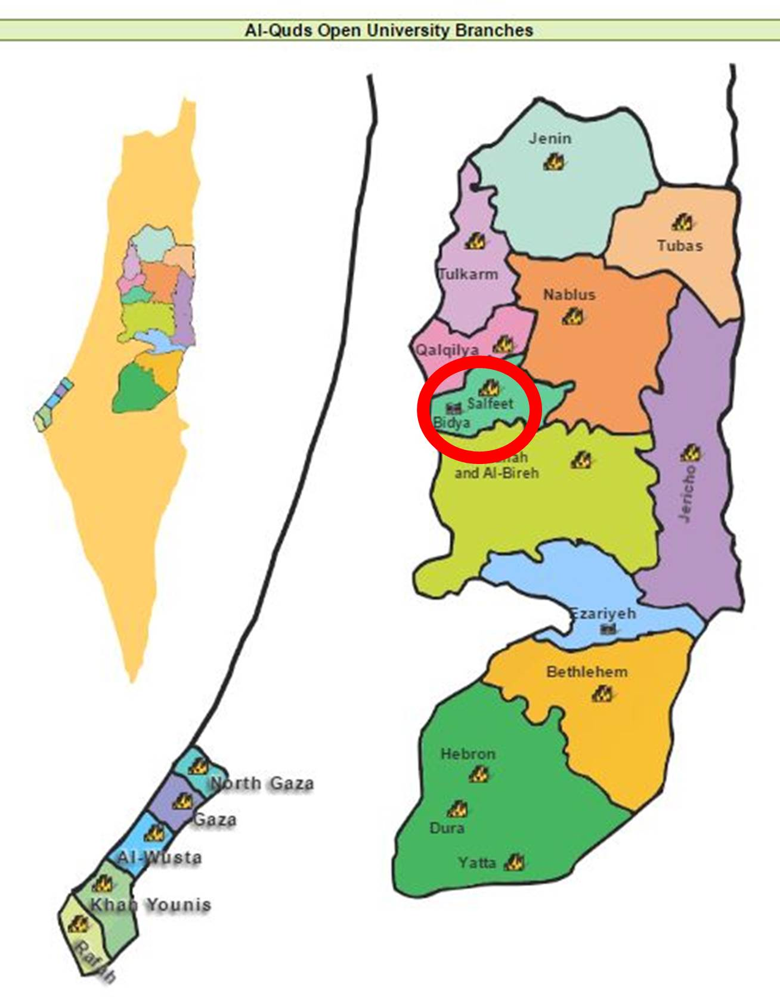 Al-Quds Open University Branches
Jenin
Tubas
Tulkarm
Nablus
Qalqilya
Salfeet
Bidya
and Al-Bireh
Jericho
Ezariyeh
Bethlehem
Hebron
Dura
Yatta
North Gaza
Gaza
Al-Wusta
Khan Younis
Rafah